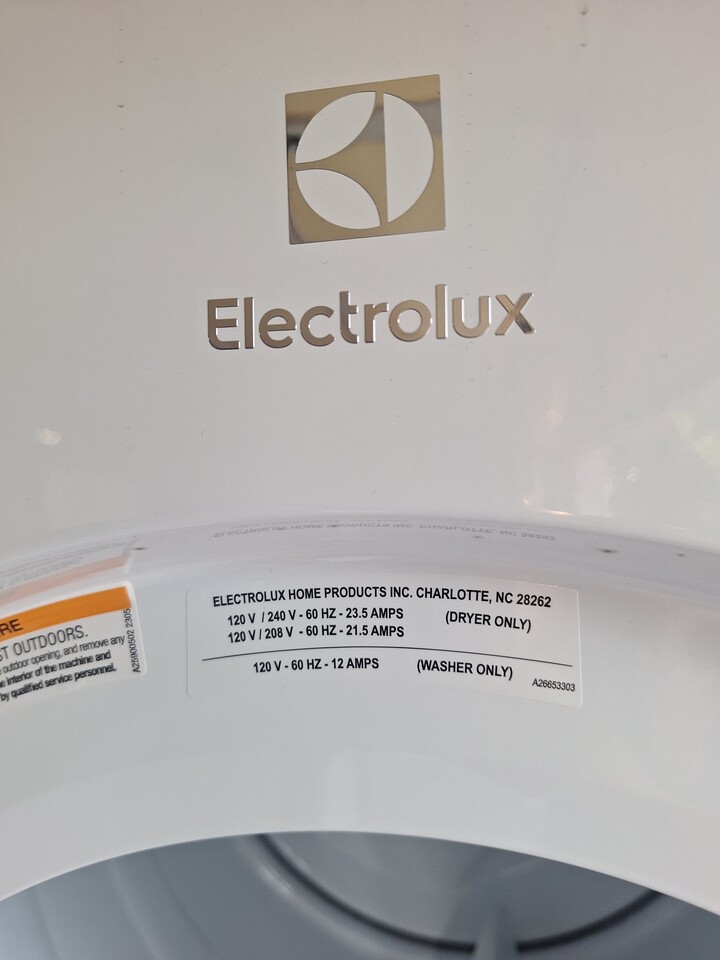 Electrolux
ELECTROLUX HOME PRODUCTS INC. CHARLOTTE, NC 28262
120 V / 240 V - 60 HZ - 23.5 AMPS (DRYER ONLY)
120 V / 208 V - 60 HZ - 21.5 AMPS
120 V - 60 HZ - 12 AMPS (WASHER ONLY)
A26653303
RE
ST OUTDOORS.
outdoor opening, and remove any
e interior of the machine and
by qualified service personnel.
A25900502 2305